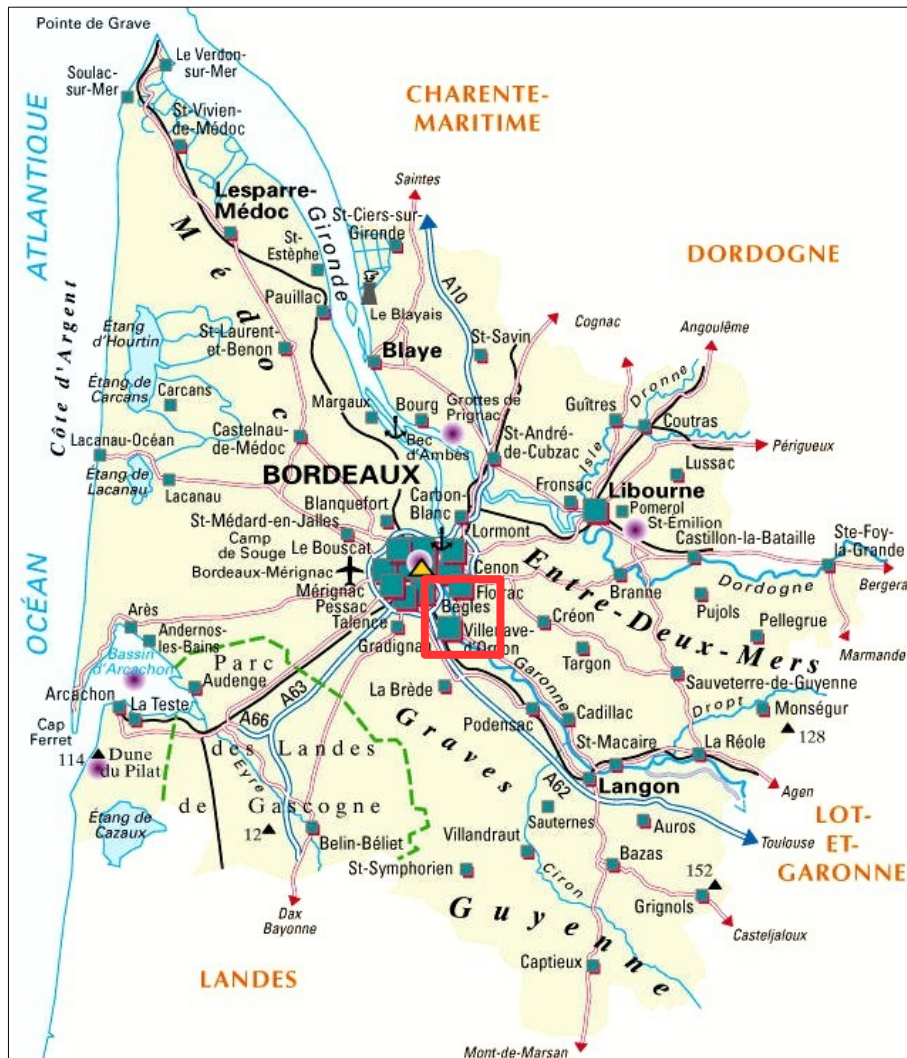 Pointe de Grave
Le Verdon-
sur-Mer
Soulac-
sur-Mer
St-Vivien-
de-Médoc
CHARENTE-
MARITIME
ATLANTIQUE
Saintes
Lesparre-
Médoc
Gironde
St-Ciers-sur-
Gironde
St-
Estèphe
Médoc
A10
DORDOGNE
Pauillac
Le Blayais
Cognac
Angoulême
Côte d'Argent
Étang
d'Hourtin
St-Laurent-
et-Benon
Blaye
St-Savin
Étang de
Carcans
Carcans
Margaux
Bourg
Grottes de
Prignac
Guîtres
Dronne
Coutras
Lacanau-Océan
Castelnau-
de-Médoc
Bec
d'Ambès
St-André-
de-Cubzac
Isle
Périgueux
Étang de
Lacanau
Lacanau
BORDEAUX
Lussac
Blanquefort
Carbon-
Blanc
Fronsac
Libourne
Pomerol
St-Médard-en-Jalles
Lormont
St-Émilion
Camp
de Souge
Le Bouscat
Castillon-la-Bataille
Ste-Foy-
la-Grande
Bordeaux-Mérignac
Cenon
Entre-Deux-Mers
Dordogne
Bergera
OCÉAN
Mérignac
Pessac
Floirac
Bègles
Branne
Pujols
Arès
Talence
Créon
Pellegrue
Andernos-
les-Bains
Gradignan
Villenave-
d'Ornon
Marmande
Bassin
d'Arcachon
Parc
Targon
Audenge
A63
La Brède
Garonne
Sauveterre-de-Guyenne
Arcachon
La Teste
A66
Graves
Podensac
Cadillac
Dropt
Monségur
Cap
Ferret
des Landes
St-Macaire
La Réole
128
114
Dune
du Pilat
Eyre
A62
Langon
Agen
de Gascogne
Étang de
Cazaux
12
Belin-Béliet
Villandraut
Sauternes
Auros
Toulouse
LOT-
ET-
GARONNE
St-Symphorien
Ciron
Bazas
152
Dax
Bayonne
Guyenne
Grignols
Casteljaloux
LANDES
Captieux
Mont-de-Marsan